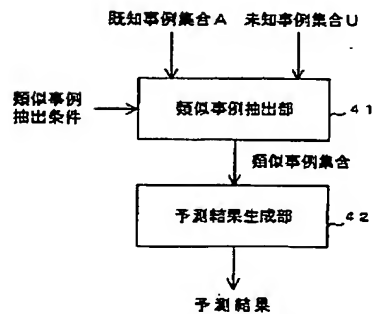 既知事例集合A 未知事例集合U
類似事例
抽出条件
類似事例抽出部
41
類似事例集合
予測結果生成部
42
予測結果